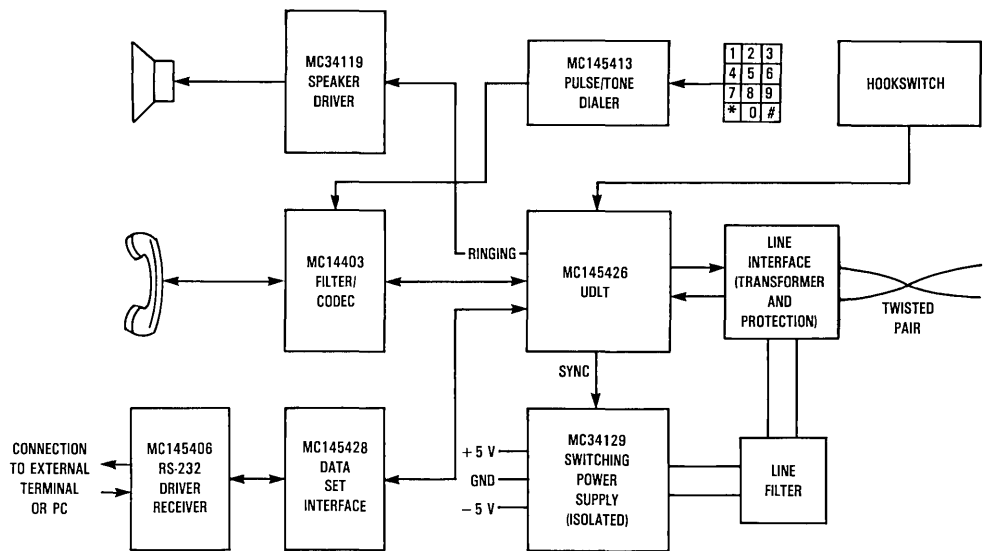 MC34119
SPEAKER
DRIVER
MC145413
PULSE/TONE
DIALER
1 2 3
4 5 6
7 8 9
* 0 #
HOOKSWITCH
MC14403
FILTER/
CODEC
RINGING
MC145426
UDLT
LINE
INTERFACE
(TRANSFORMER
AND
PROTECTION)
TWISTED
PAIR
SYNC
CONNECTION
TO EXTERNAL
TERMINAL
OR PC
MC145406
RS-232
DRIVER
RECEIVER
MC145428
DATA
SET
INTERFACE
+5 V
GND
−5 V
MC34129
SWITCHING
POWER
SUPPLY
(ISOLATED)
LINE
FILTER